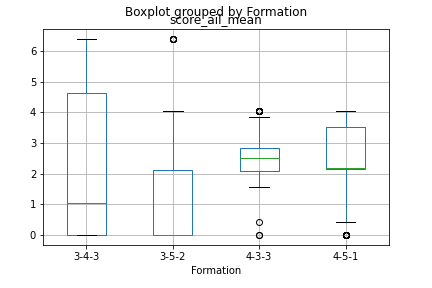 Boxplot grouped by Formation
score_all_mean
6
5
4
3
2
1
0
3-4-3 3-5-2 4-3-3 4-5-1
Formation